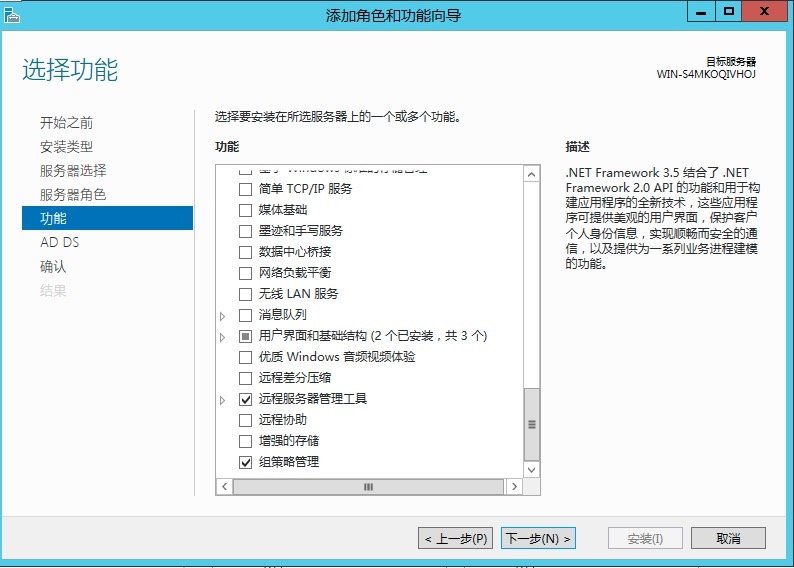 添加角色和功能向导
选择功能
目标服务器
WIN-S4MKOQIVHOJ
开始之前
安装类型
服务器选择
服务器角色
功能
AD DS
确认
结果
选择要安装在所选服务器上的一个或多个功能。
功能
简单 TCP/IP 服务
媒体基础
墨迹和手写服务
数据中心桥接
网络负载平衡
无线 LAN 服务
消息队列
用户界面和基础结构 (2 个已安装，共 3 个)
优质 Windows 音频视频体验
远程差分压缩
远程服务器管理工具
远程协助
增强的存储
组策略管理
描述
.NET Framework 3.5 结合了 .NET
Framework 2.0 API 的功能和用于构
建应用程序的全新技术，这些应用程
序可提供美观的用户界面，保护客户
个人身份信息，实现顺畅而安全的通
信，以及提供为一系列业务进程建模
的功能。
< 上一步(P)
下一步(N) >
安装(I)
取消